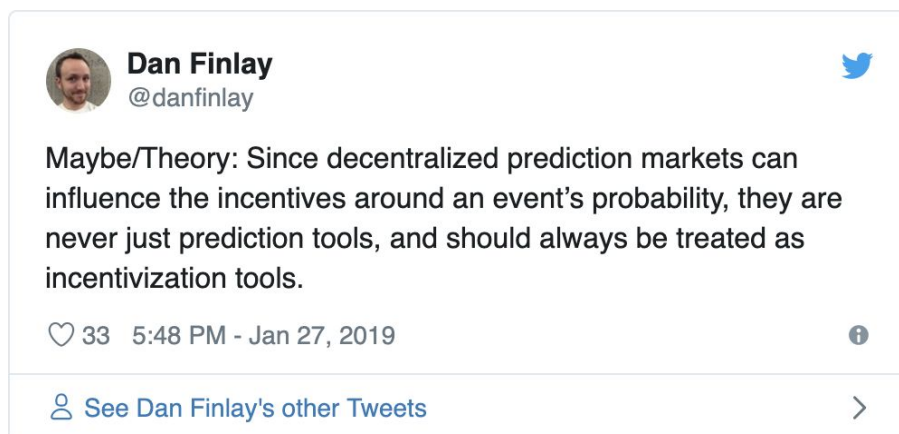 Dan Finlay
@danfinlay
Maybe/Theory: Since decentralized prediction markets can
influence the incentives around an event’s probability, they are
never just prediction tools, and should always be treated as
incentivization tools.
33 5:48 PM - Jan 27, 2019
See Dan Finlay's other Tweets